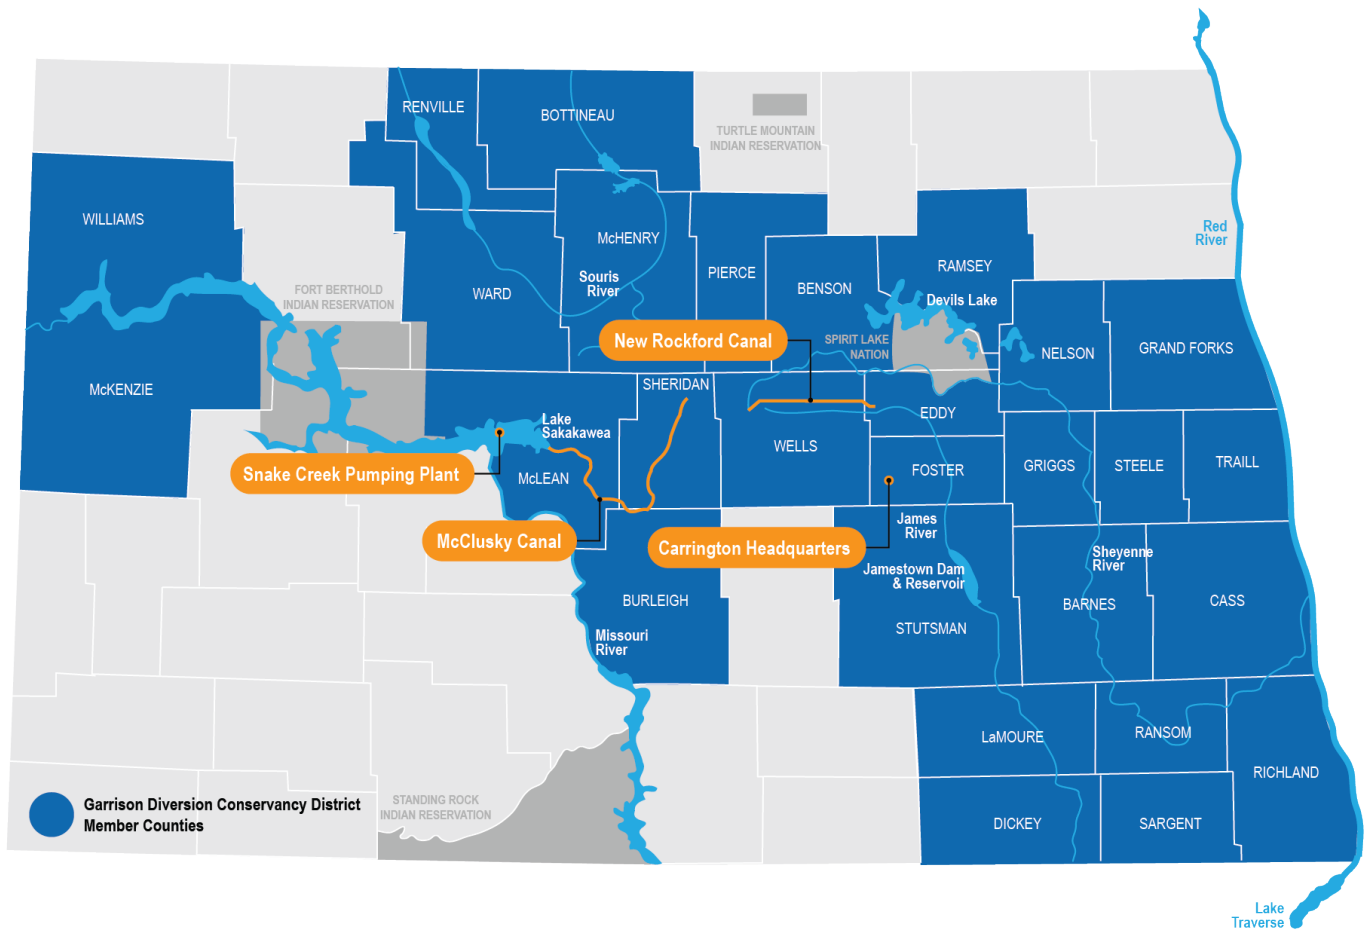 RENVILLE
BOTTINEAU
TURTLE MOUNTAIN
INDIAN RESERVATION
WILLIAMS
McHENRY
Red
River
PIERCE
RAMSEY
Souris
River
FORT BERTHOLD
INDIAN RESERVATION
WARD
BENSON
Devils Lake
New Rockford Canal
SPIRIT LAKE
NATION
NELSON
GRAND FORKS
McKENZIE
SHERIDAN
EDDY
Lake
Sakakawea
WELLS
Snake Creek Pumping Plant
McLEAN
FOSTER
GRIGGS
STEELE
TRAILL
James
River
McClusky Canal
Carrington Headquarters
Sheyenne
River
Jamestown Dam
& Reservoir
BURLEIGH
BARNES
CASS
STUTSMAN
Missouri
River
LaMOURE
RANSOM
RICHLAND
Garrison Diversion Conservancy District
Member Counties
STANDING ROCK
INDIAN RESERVATION
DICKEY
SARGENT
Lake
Traverse